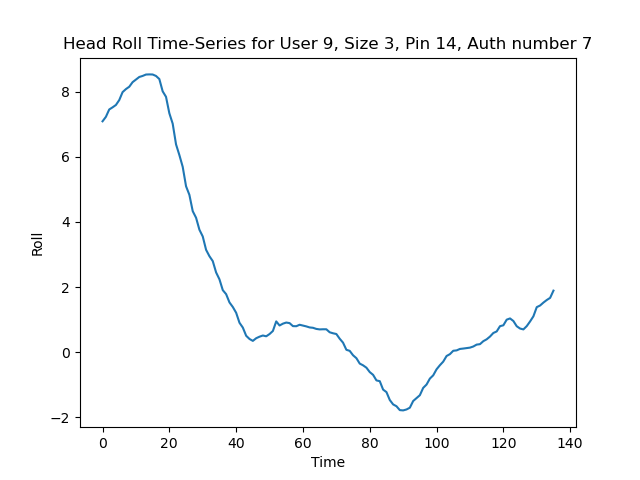 Head Roll Time-Series for User 9, Size 3, Pin 14, Auth number 7
8
6
4
2
0
−2
Roll
0 20 40 60 80 100 120 140
Time